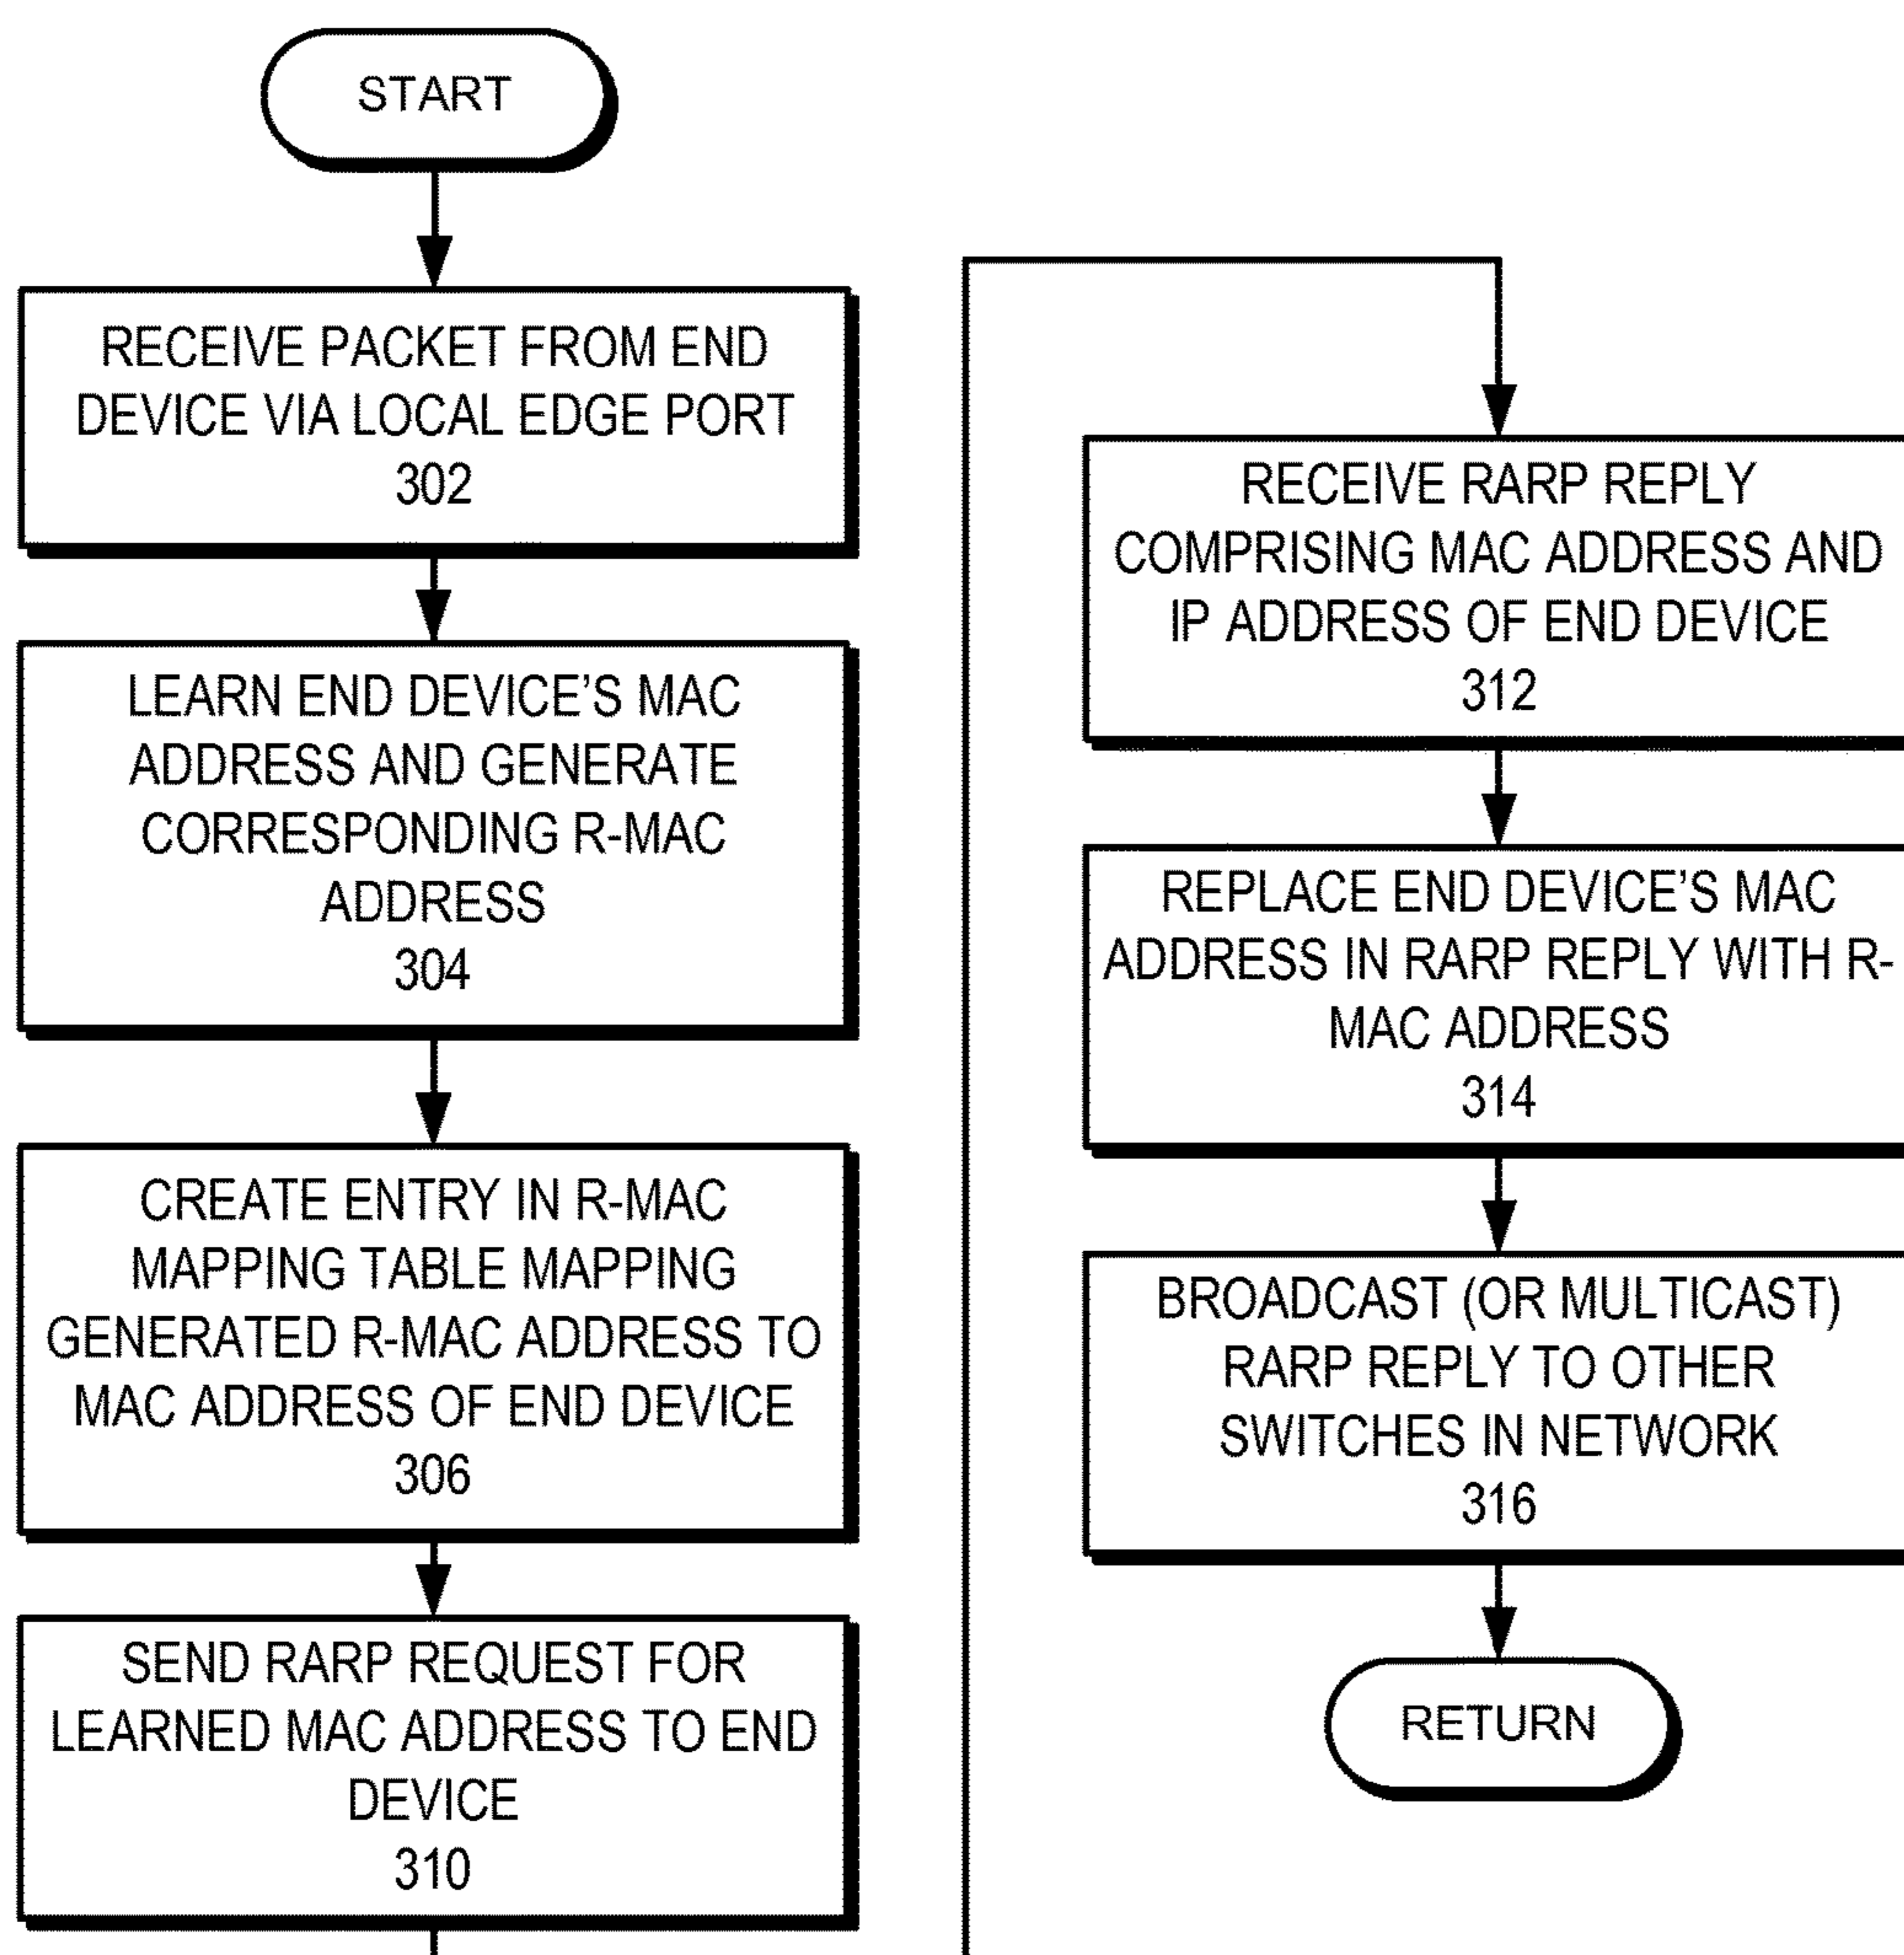 START
RECEIVE PACKET FROM END
DEVICE VIA LOCAL EDGE PORT
302
LEARN END DEVICE'S MAC
ADDRESS AND GENERATE
CORRESPONDING R-MAC
ADDRESS
304
CREATE ENTRY IN R-MAC
MAPPING TABLE MAPPING
GENERATED R-MAC ADDRESS TO
MAC ADDRESS OF END DEVICE
306
SEND RARP REQUEST FOR
LEARNED MAC ADDRESS TO END
DEVICE
310
RECEIVE RARP REPLY
COMPRISING MAC ADDRESS AND
IP ADDRESS OF END DEVICE
312
REPLACE END DEVICE'S MAC
ADDRESS IN RARP REPLY WITH R-
MAC ADDRESS
314
BROADCAST (OR MULTICAST)
RARP REPLY TO OTHER
SWITCHES IN NETWORK
316
RETURN